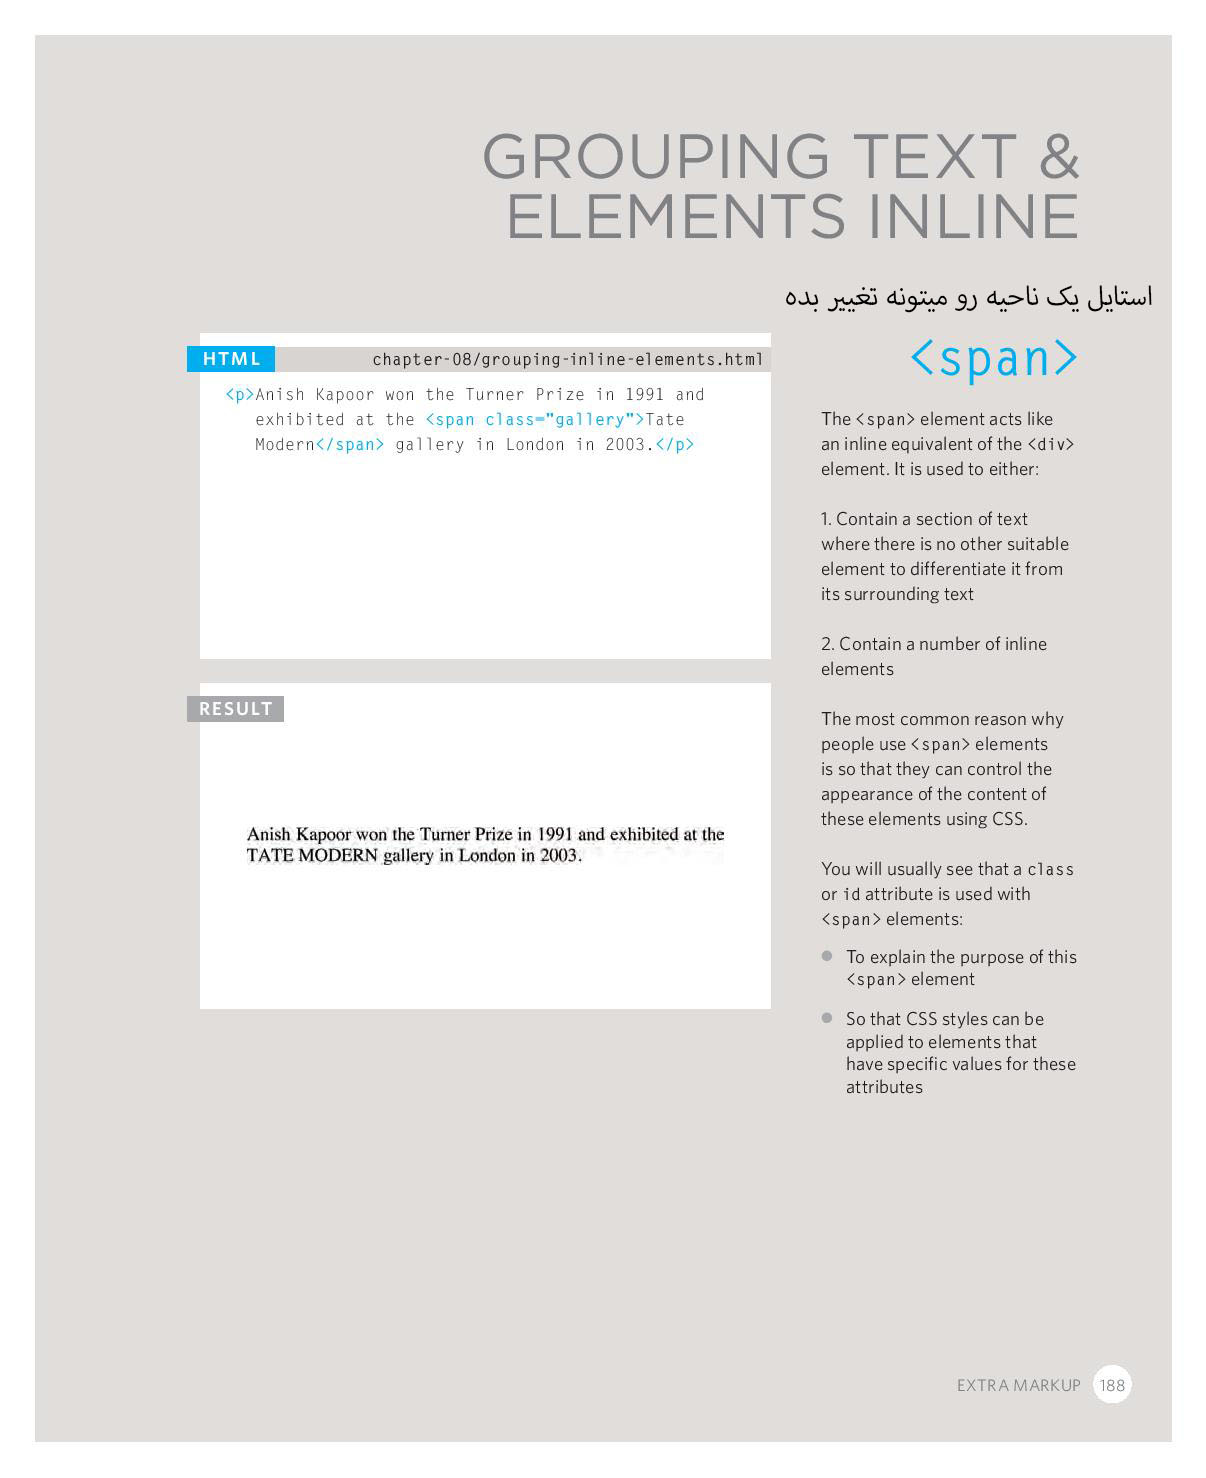 GROUPING TEXT &
ELEMENTS INLINE
استایل یک ناحیه رو میتونه تغییر بده
HTML
chapter-08/grouping-inline-elements.html
<p>Anish Kapoor won the Turner Prize in 1991 and
exhibited at the <span class="gallery">Tate
Modern</span> gallery in London in 2003.</p>
RESULT
Anish Kapoor won the Turner Prize in 1991 and exhibited at the
TATE MODERN gallery in London in 2003.
<span>
The <span> element acts like
an inline equivalent of the <div>
element. It is used to either:
1. Contain a section of text
where there is no other suitable
element to differentiate it from
its surrounding text
2. Contain a number of inline
elements
The most common reason why
people use <span> elements
is so that they can control the
appearance of the content of
these elements using CSS.
You will usually see that a class
or id attribute is used with
<span> elements:
To explain the purpose of this
<span> element
So that CSS styles can be
applied to elements that
have specific values for these
attributes
EXTRA MARKUP 188